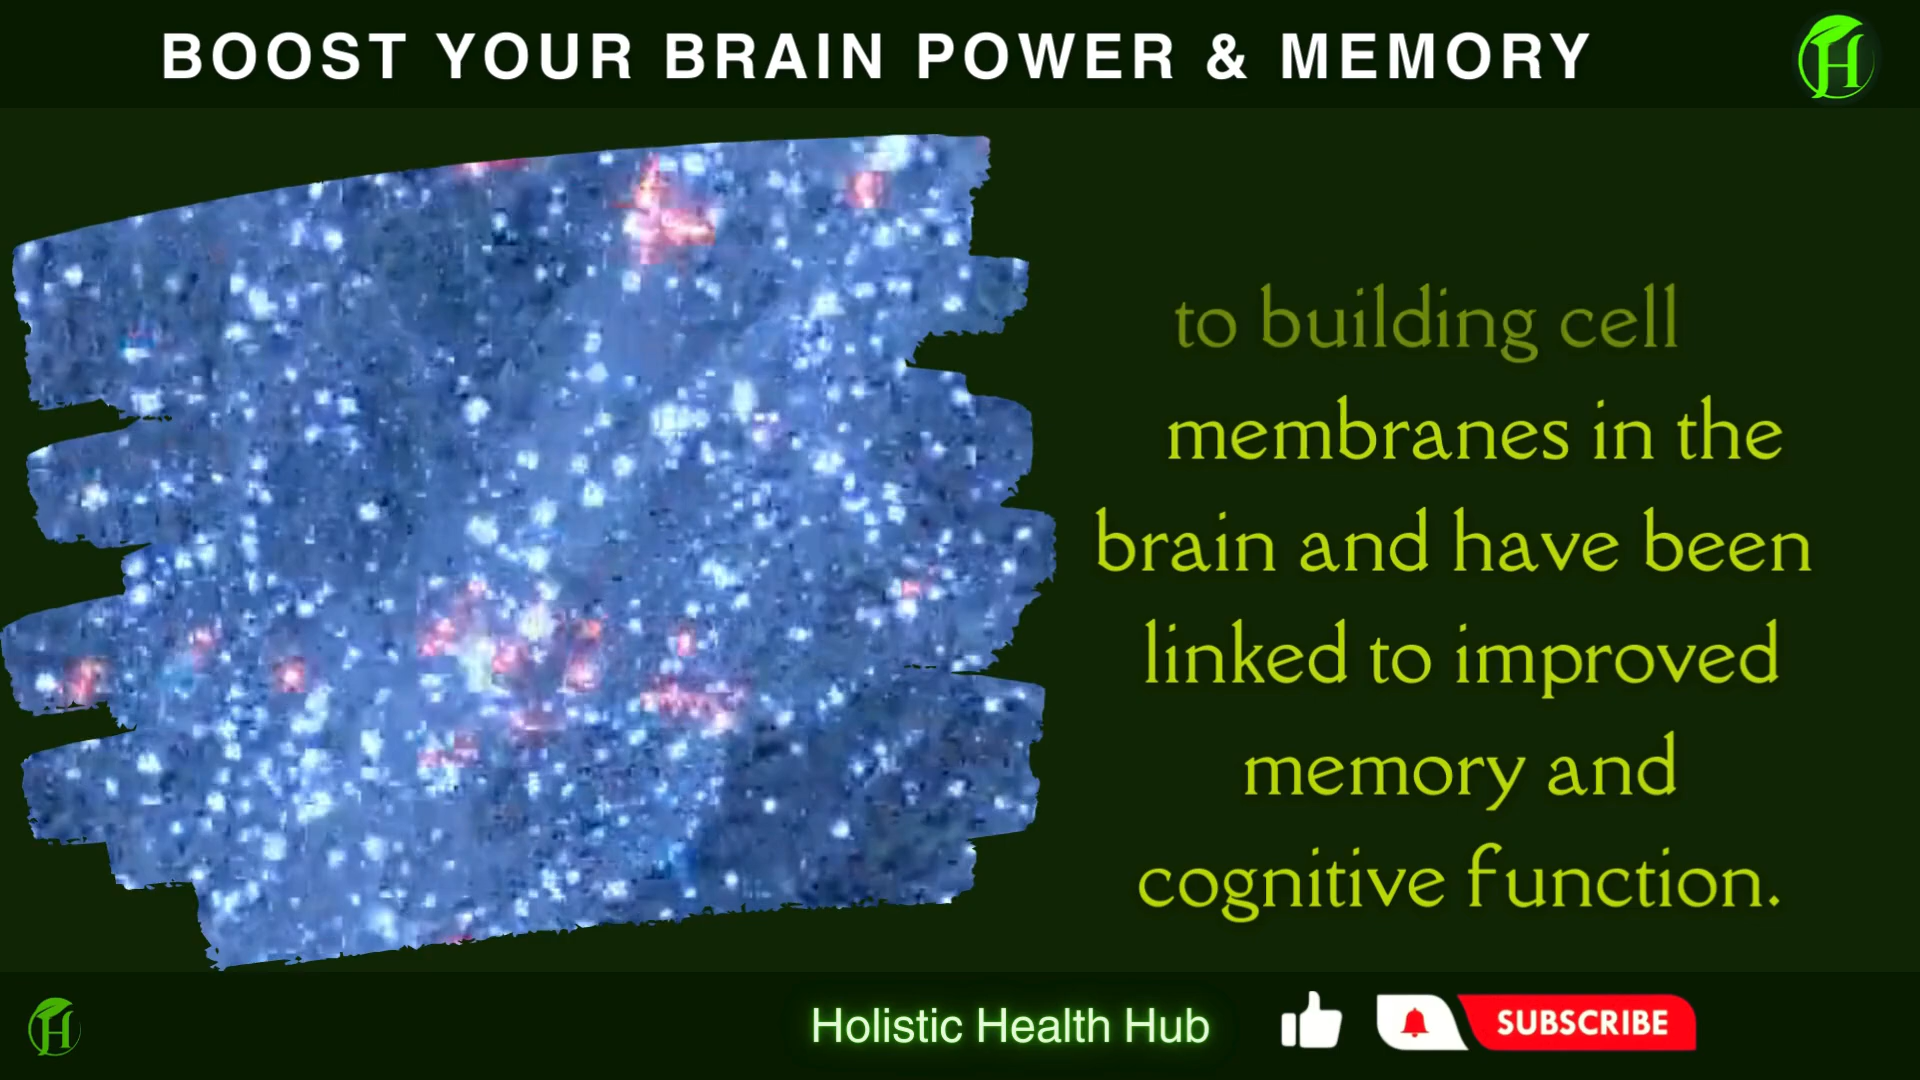 BOOST YOUR BRAIN POWER & MEMORY
to building cell
membranes in the
brain and have been
linked to improved
memory and
cognitive function.
Holistic Health Hub
SUBSCRIBE